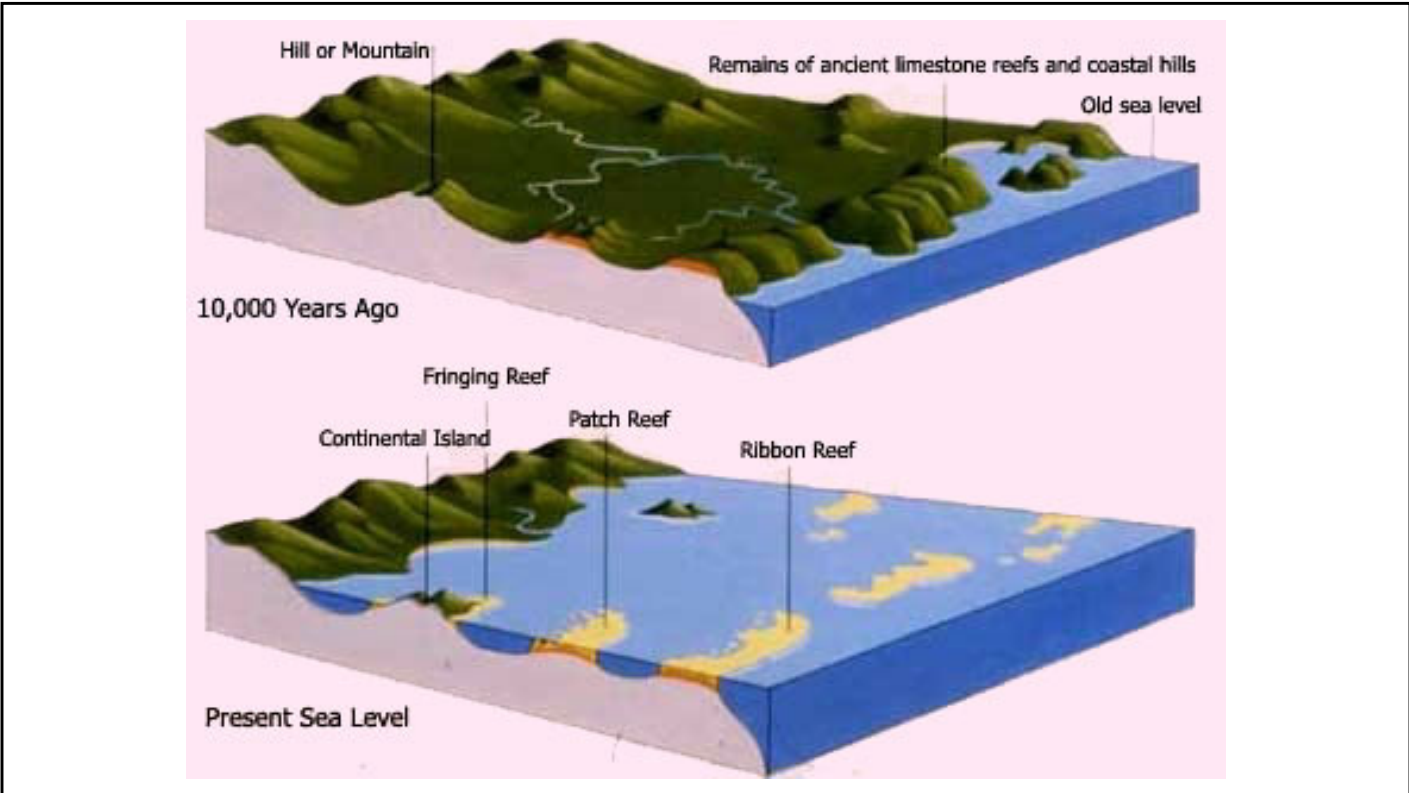 Hill or Mountain
Remains of ancient limestone reefs and coastal hills
Old sea level
10,000 Years Ago
Fringing Reef
Patch Reef
Continental Island
Ribbon Reef
Present Sea Level